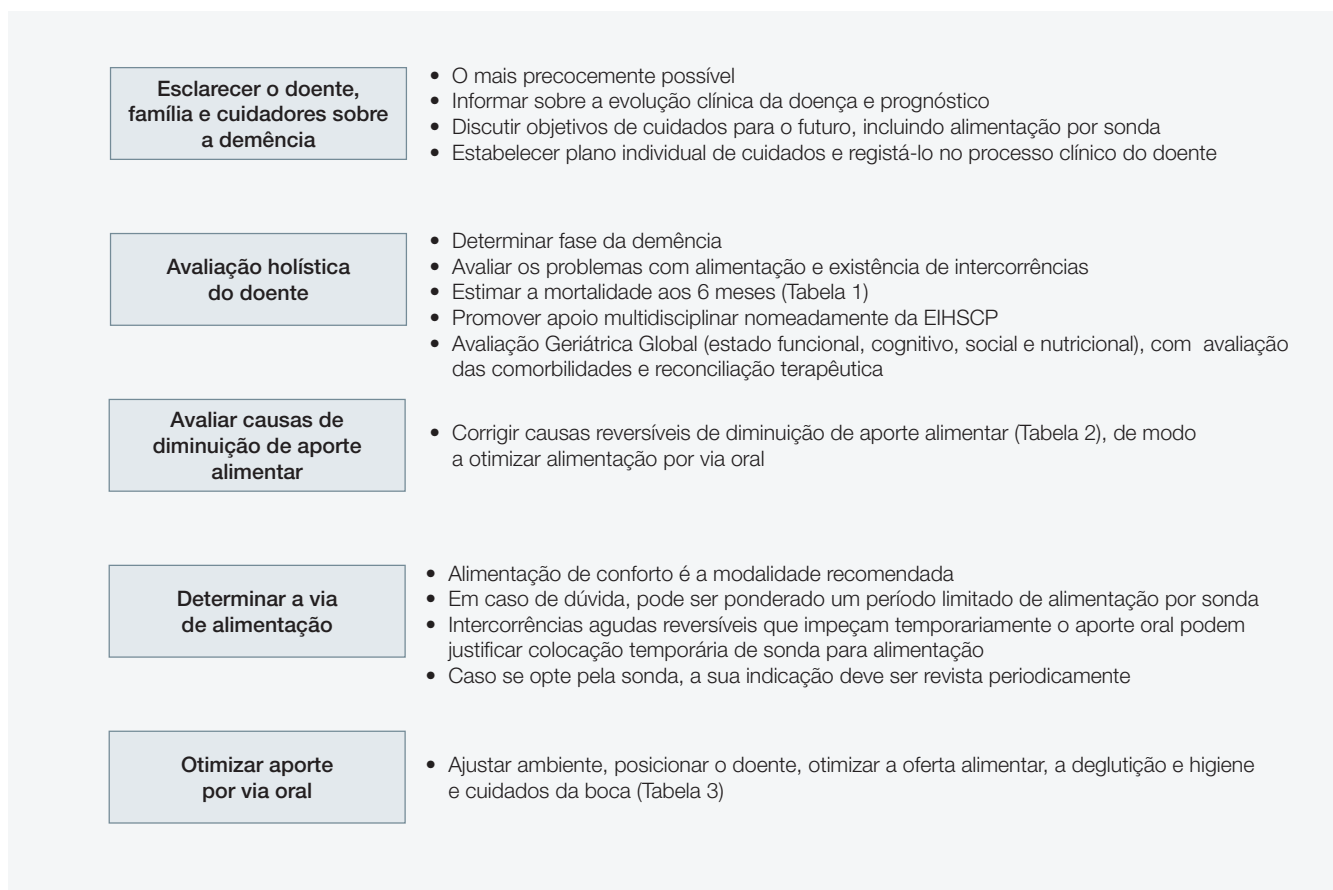 Esclarecer o doente,
família e cuidadores sobre
a demência
• O mais precocemente possível
• Informar sobre a evolução clínica da doença e prognóstico
• Discutir objetivos de cuidados para o futuro, incluindo alimentação por sonda
• Estabelecer plano individual de cuidados e registá-lo no processo clínico do doente
Avaliação holística
do doente
• Determinar fase da demência
• Avaliar os problemas com alimentação e existência de intercorrências
• Estimar a mortalidade aos 6 meses (Tabela 1)
• Promover apoio multidisciplinar nomeadamente da EIHSCP
• Avaliação Geriátrica Global (estado funcional, cognitivo, social e nutricional), com avaliação
das comorbilidades e reconciliação terapêutica
Avaliar causas de
diminuição de aporte
alimentar
• Corrigir causas reversíveis de diminuição de aporte alimentar (Tabela 2), de modo
a otimizar alimentação por via oral
Determinar a via
de alimentação
• Alimentação de conforto é a modalidade recomendada
• Em caso de dúvida, pode ser ponderado um período limitado de alimentação por sonda
• Intercorrências agudas reversíveis que impeçam temporariamente o aporte oral podem
justificar colocação temporária de sonda para alimentação
• Caso se opte pela sonda, a sua indicação deve ser revista periodicamente
Otimizar aporte
por via oral
• Ajustar ambiente, posicionar o doente, otimizar a oferta alimentar, a deglutição e higiene
e cuidados da boca (Tabela 3)